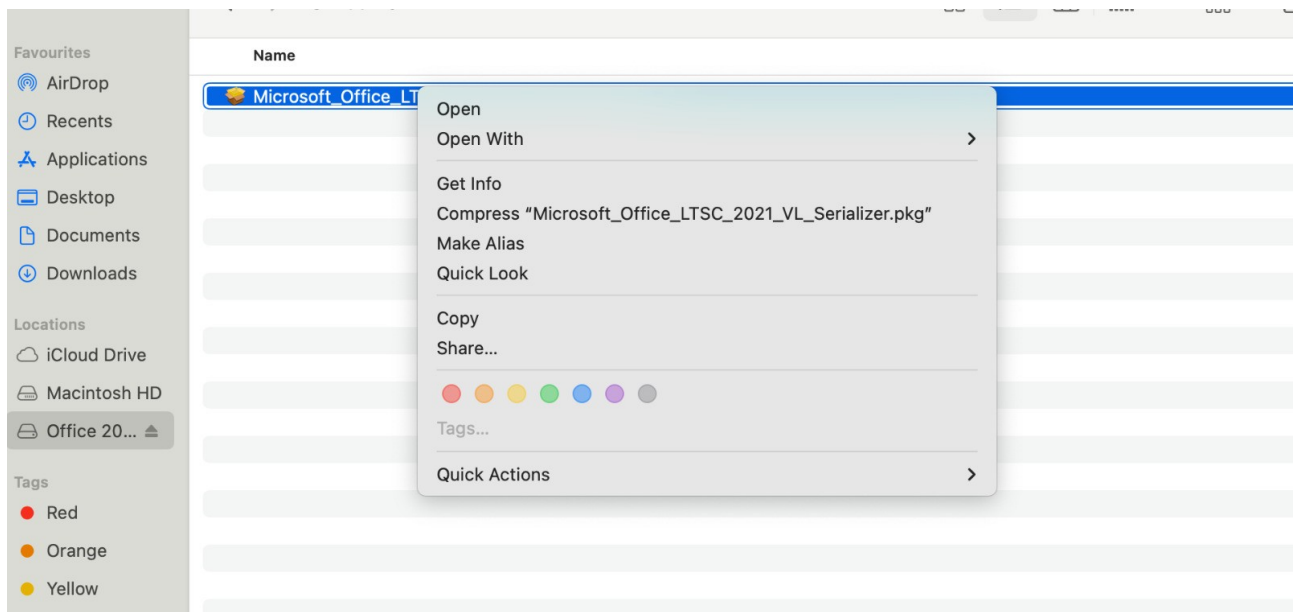 Favourites
AirDrop
Recents
Applications
Desktop
Documents
Downloads
Locations
iCloud Drive
Macintosh HD
Office 20...
Tags
Red
Orange
Yellow
Name
Microsoft_Office_LT
Open
Open With
Get Info
Compress “Microsoft_Office_LTSC_2021_VL_Serializer.pkg”
Make Alias
Quick Look
Copy
Share...
Tags...
Quick Actions